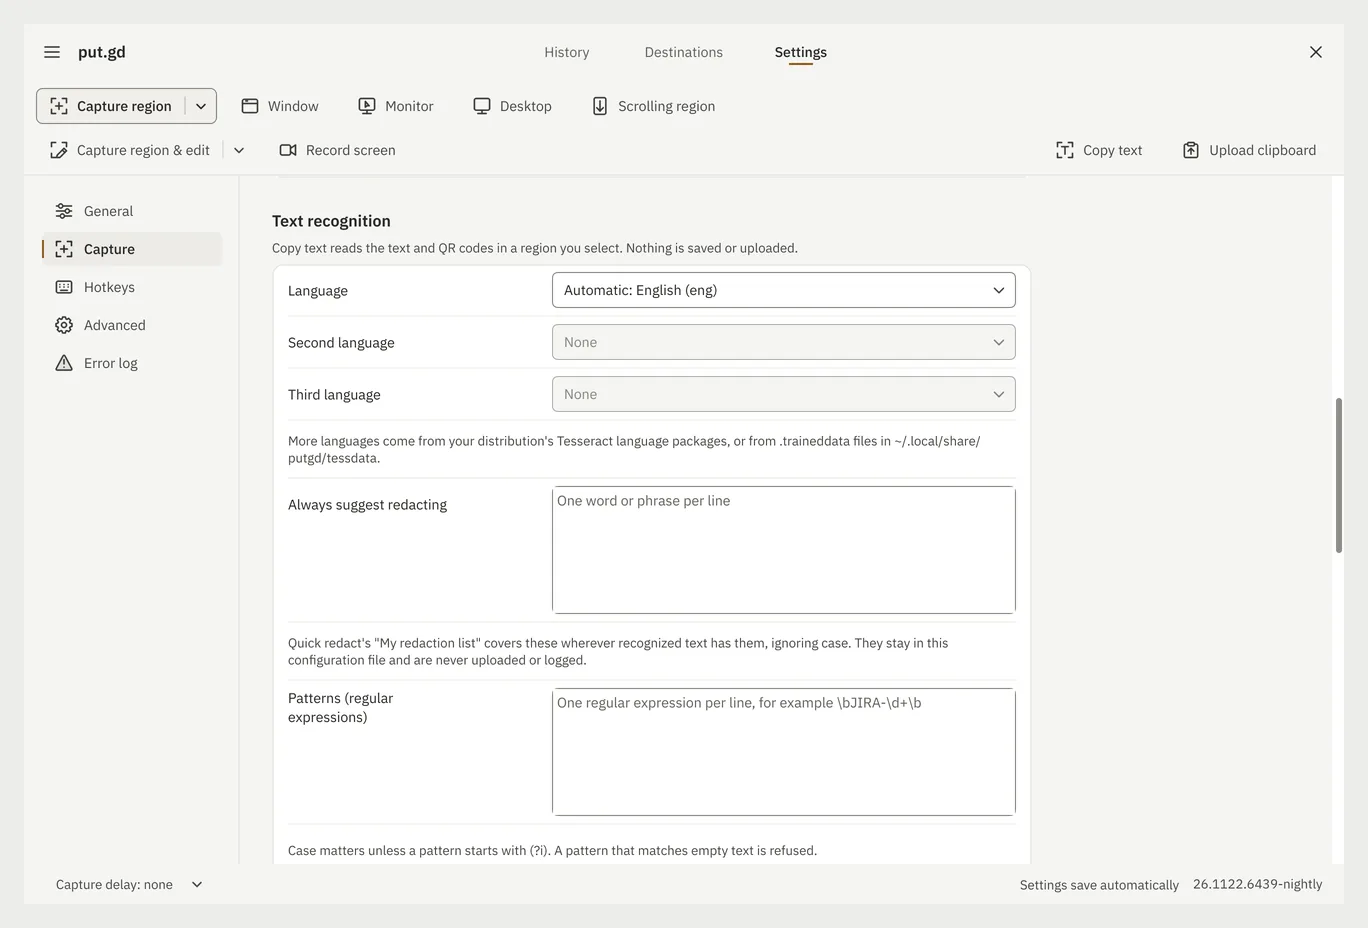 put.gd
History
Destinations
Settings
Capture region
Window
Monitor
Desktop
Scrolling region
Capture region & edit
Record screen
Copy text
Upload clipboard
General
Capture
Hotkeys
Advanced
Error log
Text recognition
Copy text reads the text and QR codes in a region you select. Nothing is saved or uploaded.
Language
Automatic: English (eng)
Second language
None
Third language
None
More languages come from your distribution's Tesseract language packages, or from .traineddata files in ~/.local/share/
putgd/tessdata.
Always suggest redacting
One word or phrase per line
Quick redact's "My redaction list" covers these wherever recognized text has them, ignoring case. They stay in this
configuration file and are never uploaded or logged.
Patterns (regular
expressions)
One regular expression per line, for example \bJIRA-\d+\b
Case matters unless a pattern starts with (?i). A pattern that matches empty text is refused.
Capture delay: none
Settings save automatically
26.1122.6439-nightly